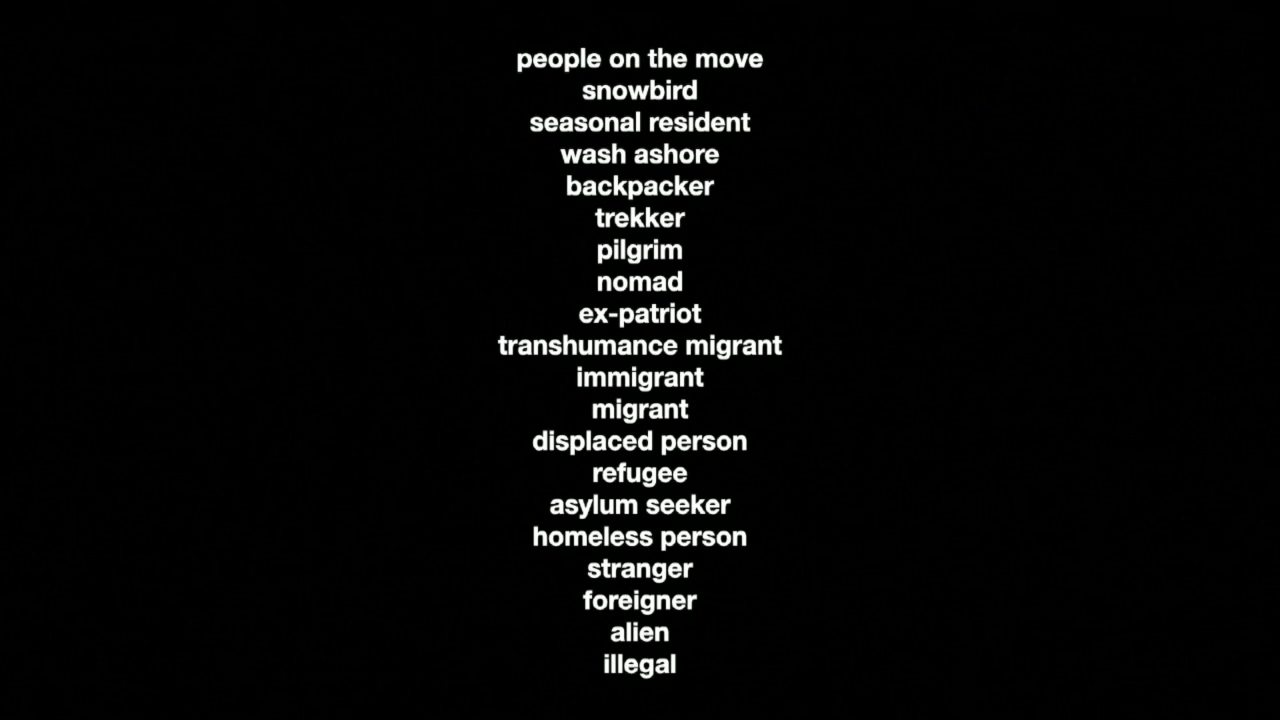 people on the move
snowbird
seasonal resident
wash ashore
backpacker
trekker
pilgrim
nomad
ex-patriot
transhumance migrant
immigrant
migrant
displaced person
refugee
asylum seeker
homeless person
stranger
foreigner
alien
illegal